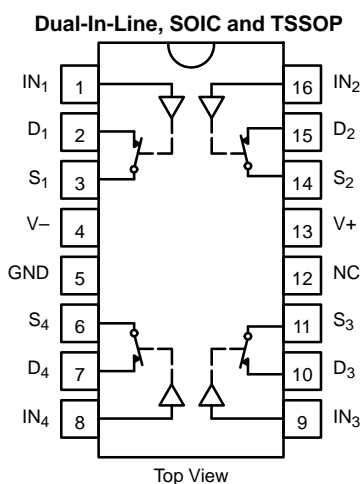 Dual-In-Line, SOIC and TSSOP
IN₁ 1 16 IN₂
D₁ 2 15 D₂
S₁ 3 14 S₂
V– 4 13 V+
GND 5 12 NC
S₄ 6 11 S₃
D₄ 7 10 D₃
IN₄ 8 9 IN₃
Top View